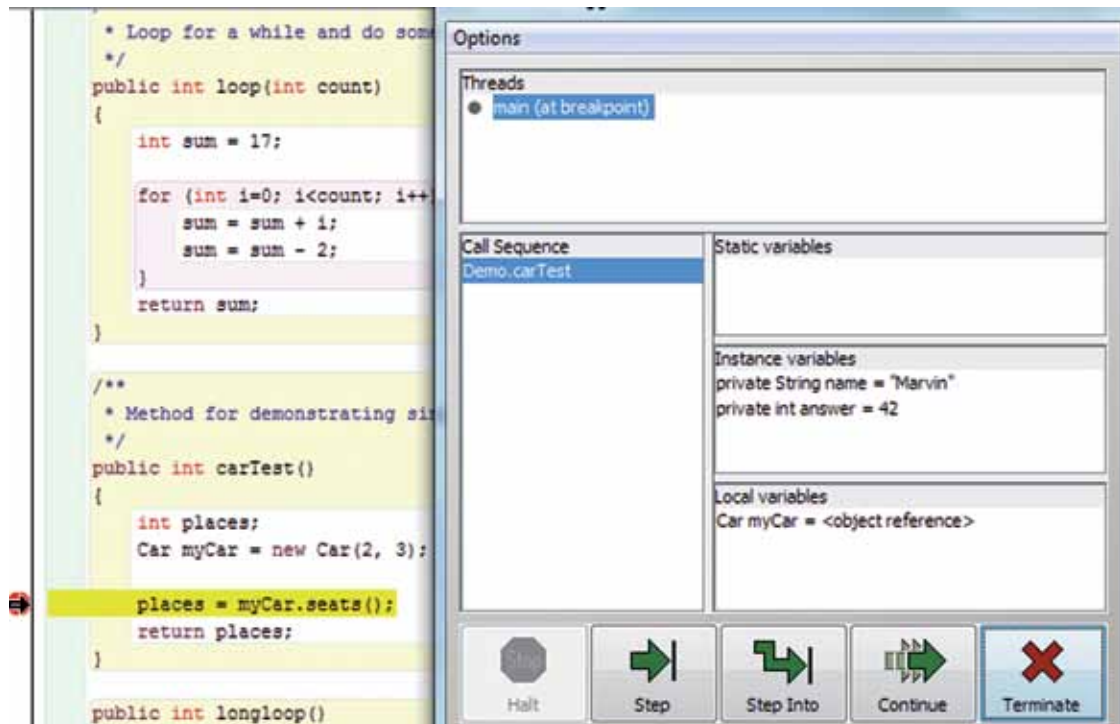 * Loop for a while and do som
*/
public int loop(int count)
{
int sum = 17;
for (int i=0; i<count; i++)
sum = sum + i;
sum = sum - 2;
}
return sum;
}
/**
* Method for demonstrating si
*/
public int carTest()
{
int places;
Car myCar = new Car(2, 3);
places = myCar.seats();
return places;
}
public int longloop()
Options
Threads
main (at breakpoint)
Call Sequence
Demo.carTest
Static variables
Instance variables
private String name = "Marvin"
private int answer = 42
Local variables
Car myCar = <object reference>
Stop
Halt
Step
Step Into
Continue
Terminate